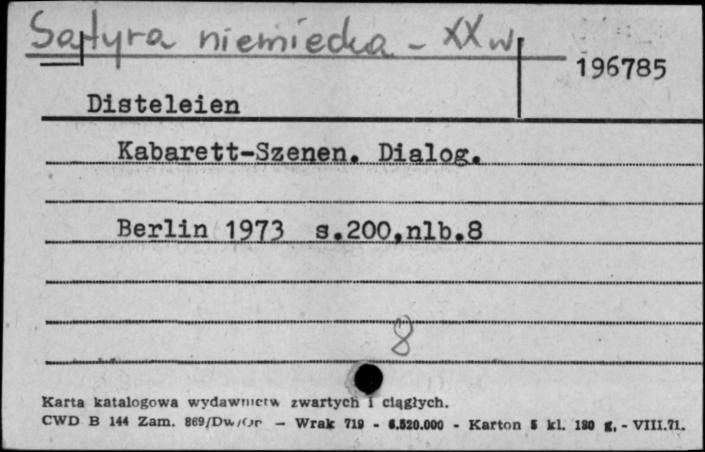 Satyra niemiecka - XX w.
196785
Disteleien
Kabarett-Szenen. Dialog.
Berlin 1973 s.200,nlb.8
8
Karta katalogowa wydawnictw zwartych i ciągłych.
CWD B 144 Zam. 869/Dw/Or — Wrak 719 - 6.520.000 - Karton 5 kl. 180 g. - VIII.71.